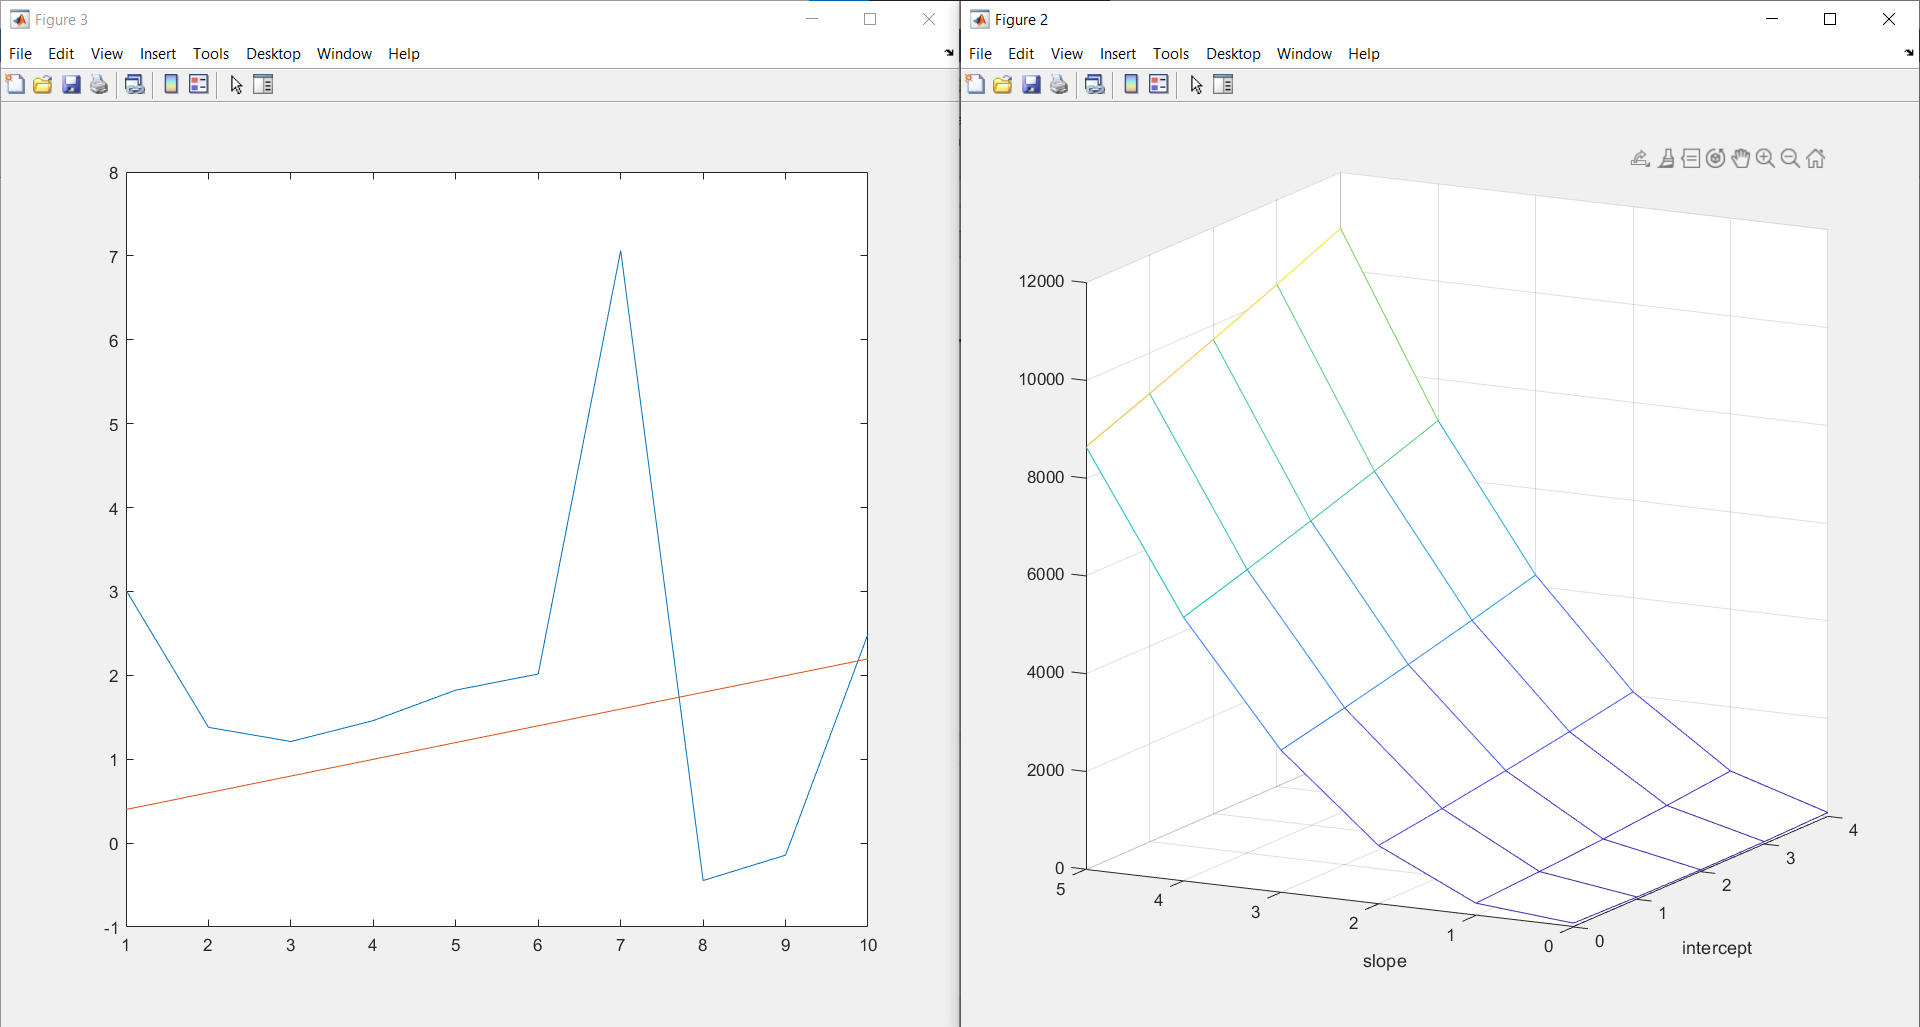 Figure 3
File Edit View Insert Tools Desktop Window Help
8
7
6
5
4
3
2
1
0
-1
1 2 3 4 5 6 7 8 9 10
Figure 2
File Edit View Insert Tools Desktop Window Help
12000
10000
8000
6000
4000
2000
0
5 4 3 2 1 0
slope
0 1 2 3 4
intercept